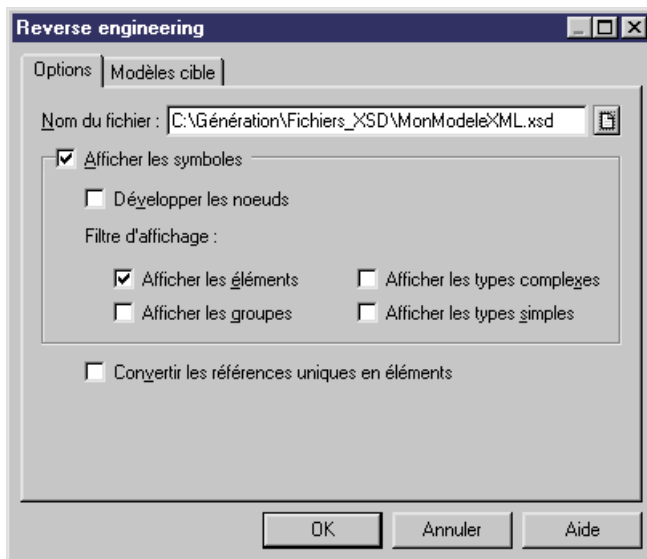 Reverse engineering
Options Modèles cible
Nom du fichier : C:\Génération\Fichiers_XSD\MonModeleXML.xsd
Afficher les symboles
Développer les noeuds
Filtre d'affichage :
Afficher les éléments Afficher les types complexes
Afficher les groupes Afficher les types simples
Convertir les références uniques en éléments
OK Annuler Aide